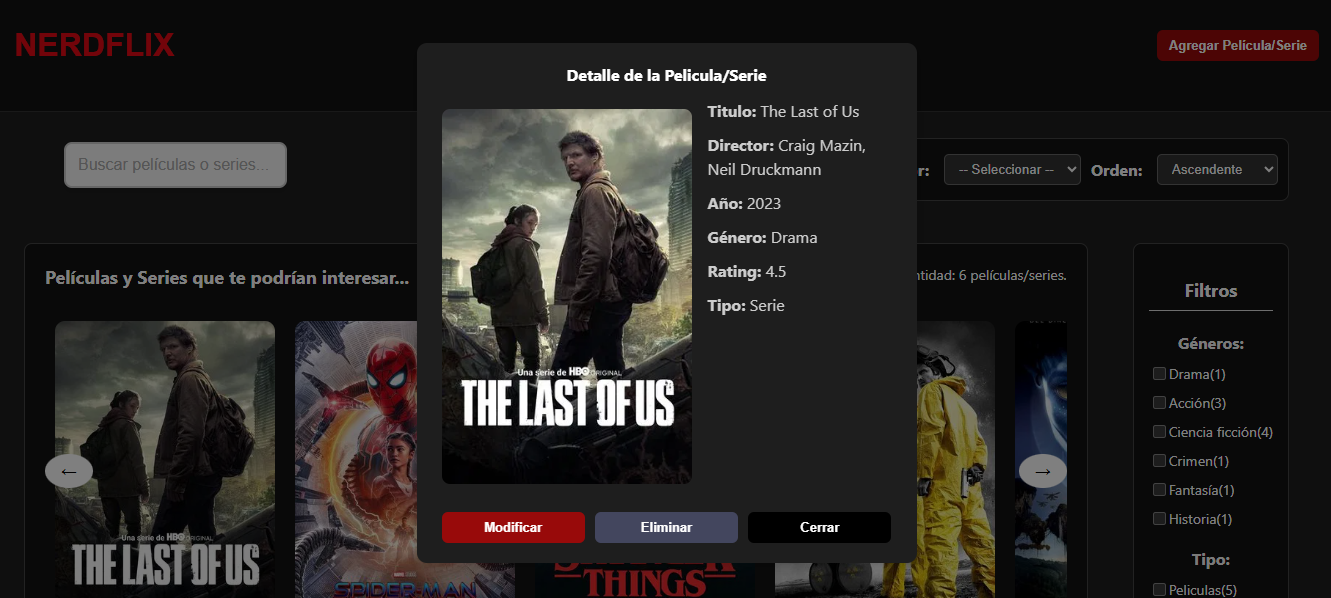 NERDFLIX
Agregar Película/Serie
Detalle de la Pelicula/Serie
Titulo: The Last of Us
Director: Craig Mazin,
Neil Druckmann
Año: 2023
Género: Drama
Rating: 4.5
Tipo: Serie
Una serie de HBO ORIGINAL
THE LAST OF US
Modificar
Eliminar
Cerrar
Buscar películas o series...
r:
-- Seleccionar --
Orden:
Ascendente
Películas y Series que te podrían interesar...
ntidad: 6 películas/series.
←
→
Una serie de HBO ORIGINAL
THE LAST OF US
SPIDER-MAN
THINGS
Filtros
Géneros:
Drama(1)
Acción(3)
Ciencia ficción(4)
Crimen(1)
Fantasía(1)
Historia(1)
Tipo:
Peliculas(5)